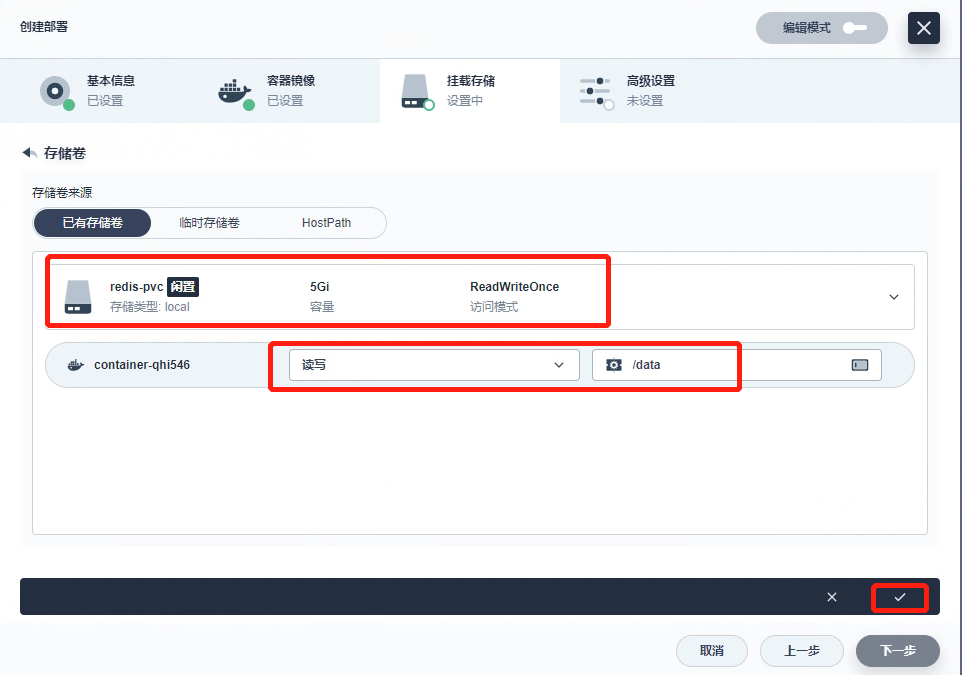 创建部署
编辑模式
基本信息
已设置
容器镜像
已设置
挂载存储
设置中
高级设置
未设置
存储卷
存储卷来源
已有存储卷
临时存储卷
HostPath
redis-pvc 闲置
存储类型: local
5Gi
容量
ReadWriteOnce
访问模式
container-qhi546
读写
/data
取消
上一步
下一步